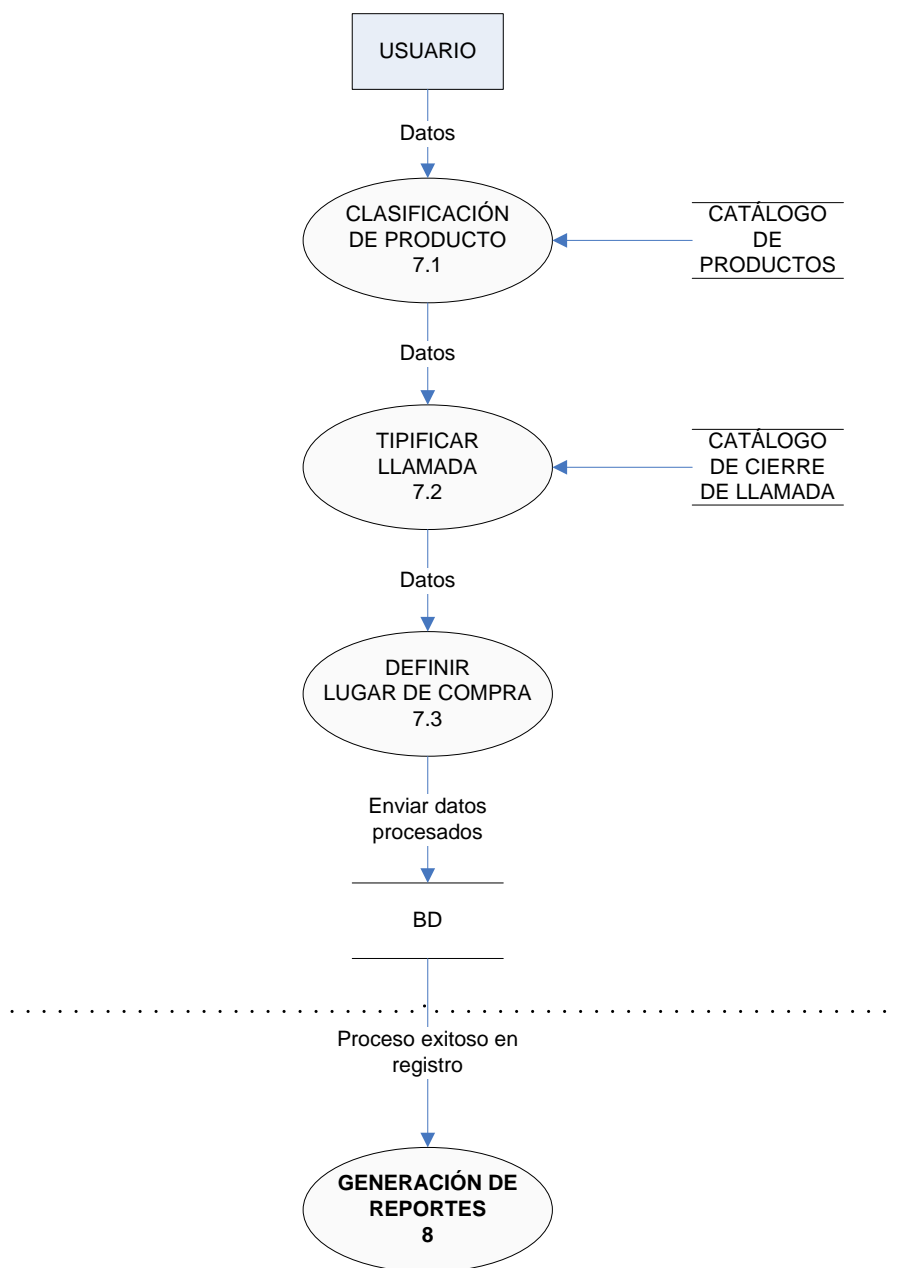 USUARIO
Datos
CLASIFICACIÓN
DE PRODUCTO
7.1
CATÁLOGO
DE
PRODUCTOS
Datos
TIPIFICAR
LLAMADA
7.2
CATÁLOGO
DE CIERRE
DE LLAMADA
Datos
DEFINIR
LUGAR DE COMPRA
7.3
Enviar datos
procesados
BD
Proceso exitoso en
registro
GENERACIÓN DE
REPORTES
8